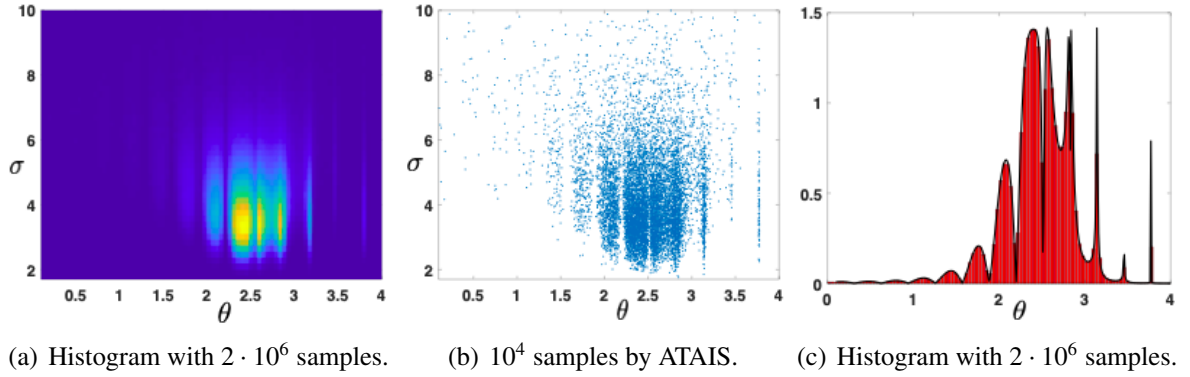 10
8
6
σ
4
2
0.5 1 1.5 2 2.5 3 3.5 4
θ
10
8
6
σ
4
2
0.5 1 1.5 2 2.5 3 3.5 4
θ
1.5
1
0.5
0
0 1 2 3 4
θ
(a) Histogram with 2 · 10⁶ samples.
(b) 10⁴ samples by ATAIS.
(c) Histogram with 2 · 10⁶ samples.